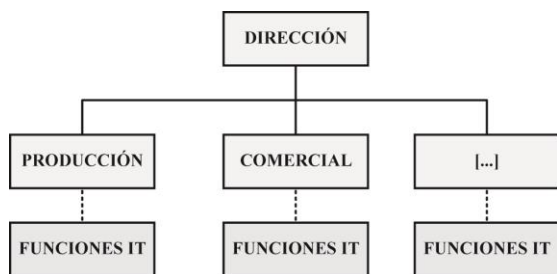 DIRECCIÓN
PRODUCCIÓN
COMERCIAL
[...]
FUNCIONES IT
FUNCIONES IT
FUNCIONES IT